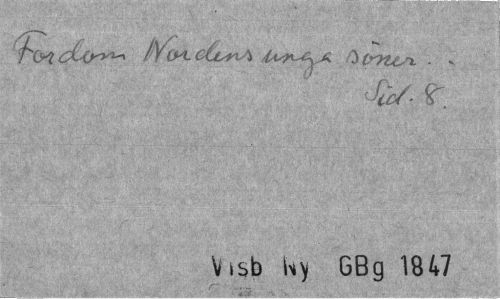 Fordom Nordens unga söner. .
Sid. 8.
Visb Ny GBg 1847